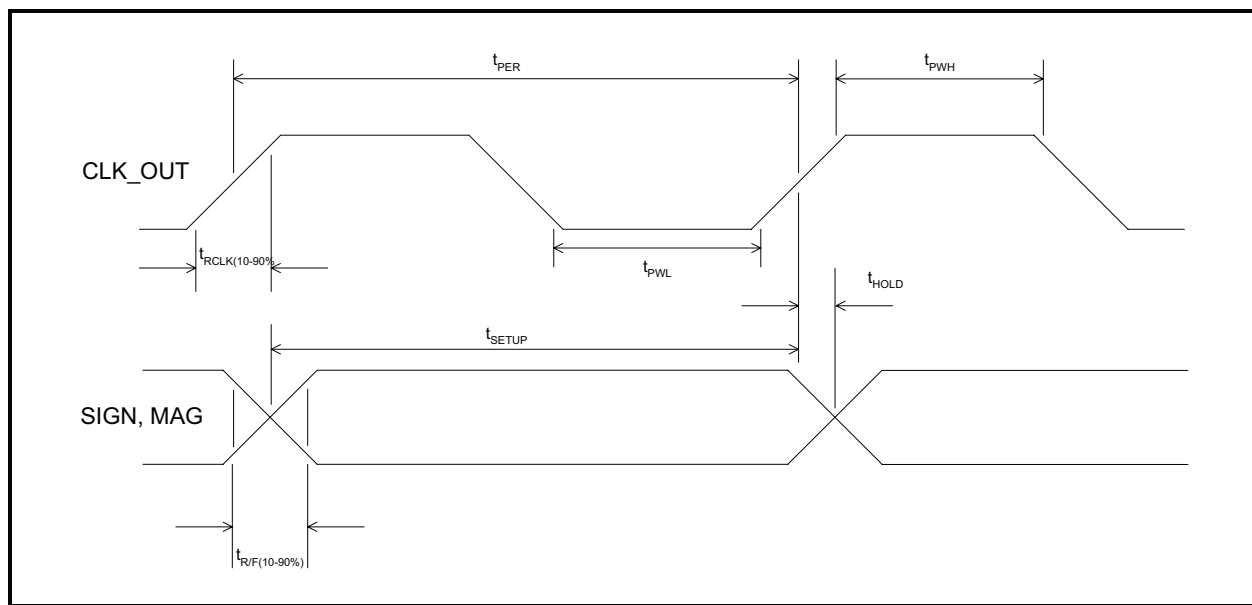 tPER
tPWH
CLK_OUT
tRCLK(10-90%
tPWL
tHOLD
tSETUP
SIGN, MAG
tR/F(10-90%)